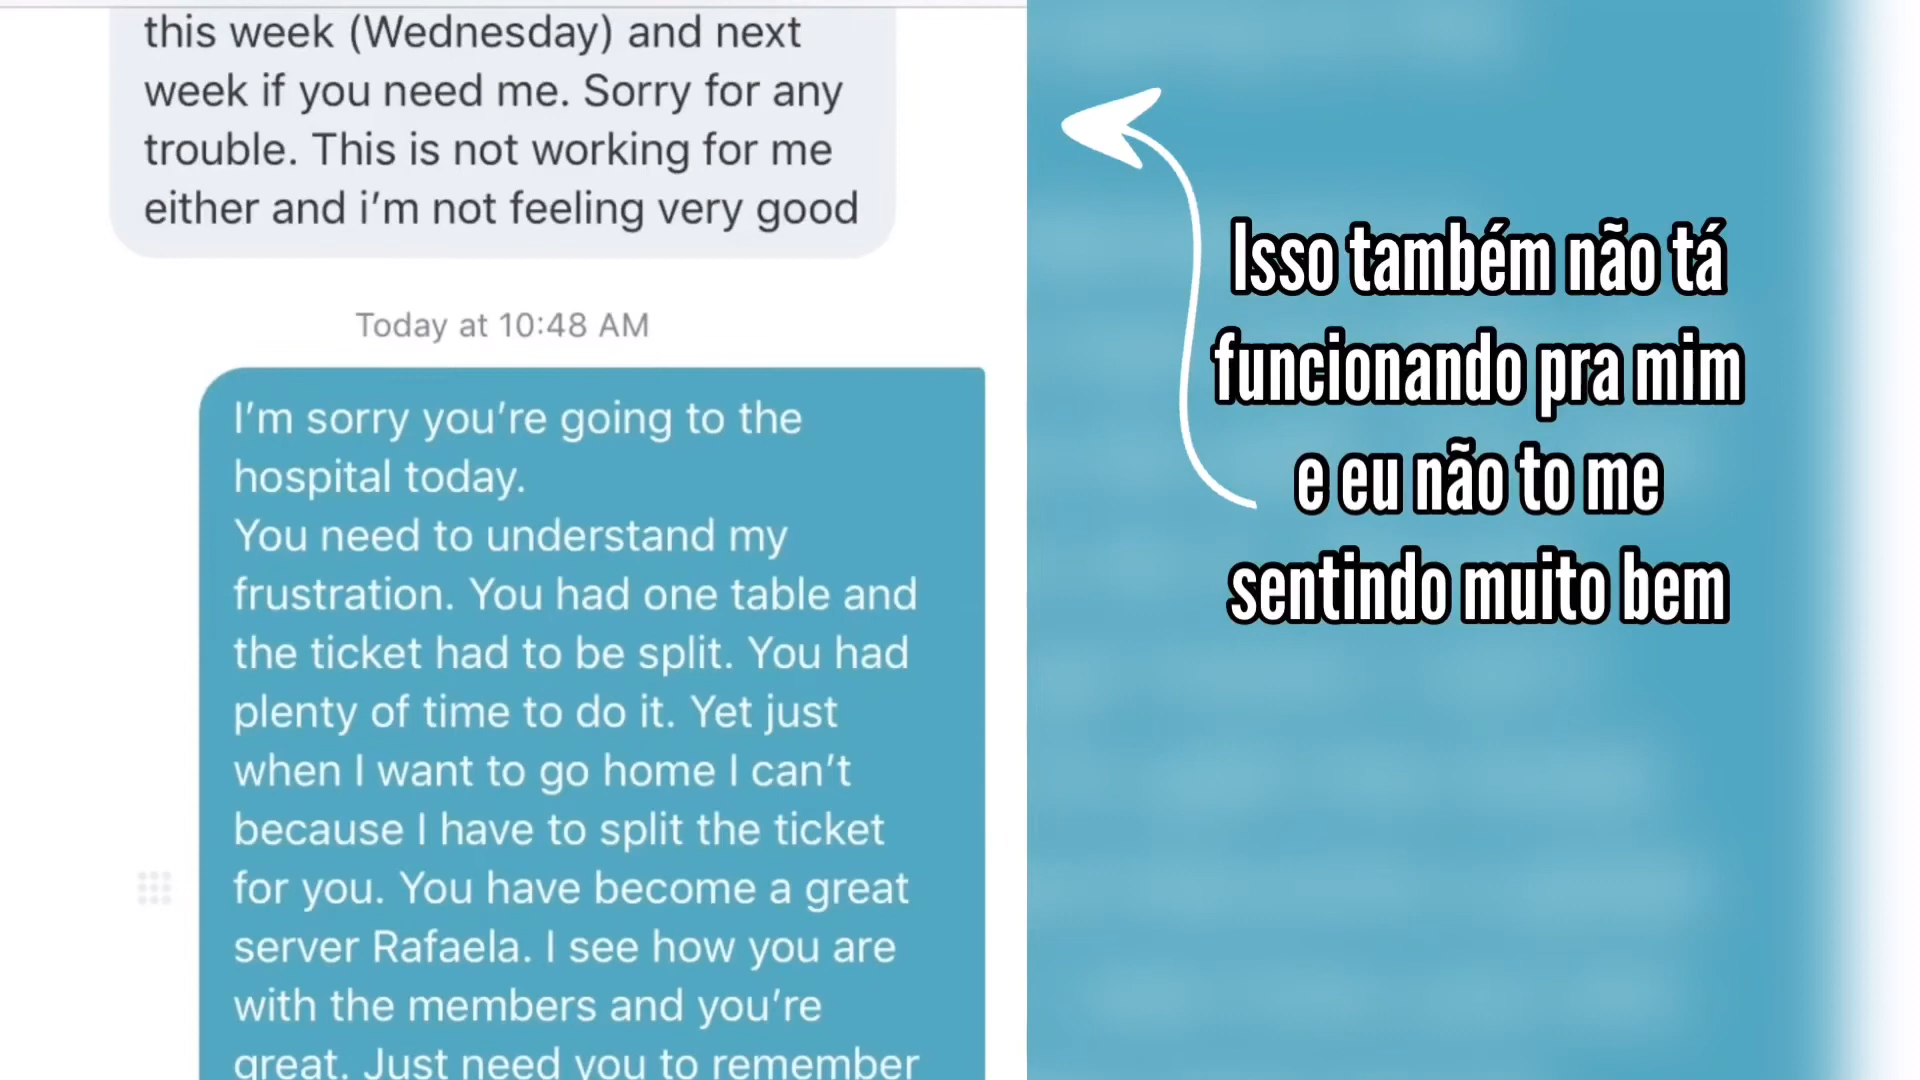 this week (Wednesday) and next
week if you need me. Sorry for any
trouble. This is not working for me
either and i'm not feeling very good
Today at 10:48 AM
I'm sorry you're going to the
hospital today.
You need to understand my
frustration. You had one table and
the ticket had to be split. You had
plenty of time to do it. Yet just
when I want to go home I can't
because I have to split the ticket
for you. You have become a great
server Rafaela. I see how you are
with the members and you're
great. Just need you to remember
Isso também não tá
funcionando pra mim
e eu não to me
sentindo muito bem